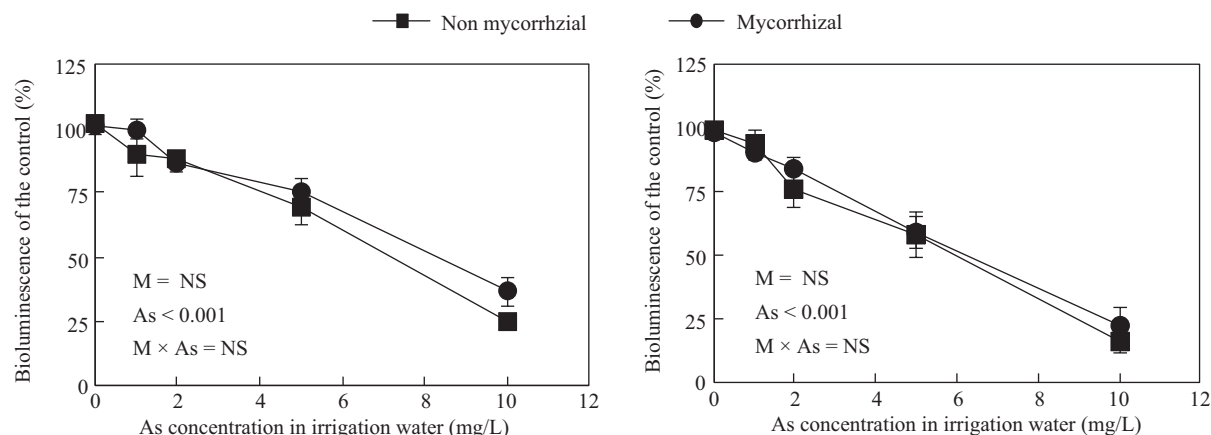 Non mycorrhzial
Mycorrhizal
Bioluminescence of the control (%)
125
100
75
50
25
0
M = NS
As < 0.001
M × As = NS
0 2 4 6 8 10 12
As concentration in irrigation water (mg/L)
Bioluminescence of the control (%)
125
100
75
50
25
0
M = NS
As < 0.001
M × As = NS
0 2 4 6 8 10 12
As concentration in irrigation water (mg/L)